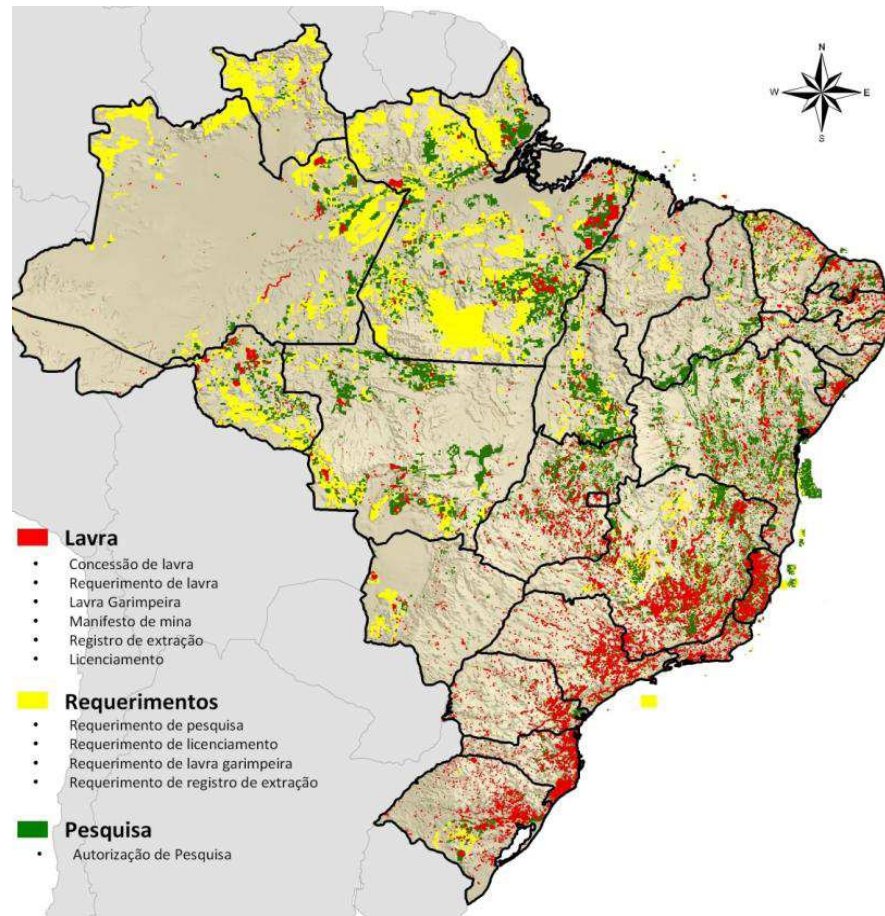 N
W E
S
Lavra
• Concessão de lavra
• Requerimento de lavra
• Lavra Garimpeira
• Manifesto de mina
• Registro de extração
• Licenciamento
Requerimentos
• Requerimento de pesquisa
• Requerimento de licenciamento
• Requerimento de lavra garimpeira
• Requerimento de registro de extração
Pesquisa
• Autorização de Pesquisa